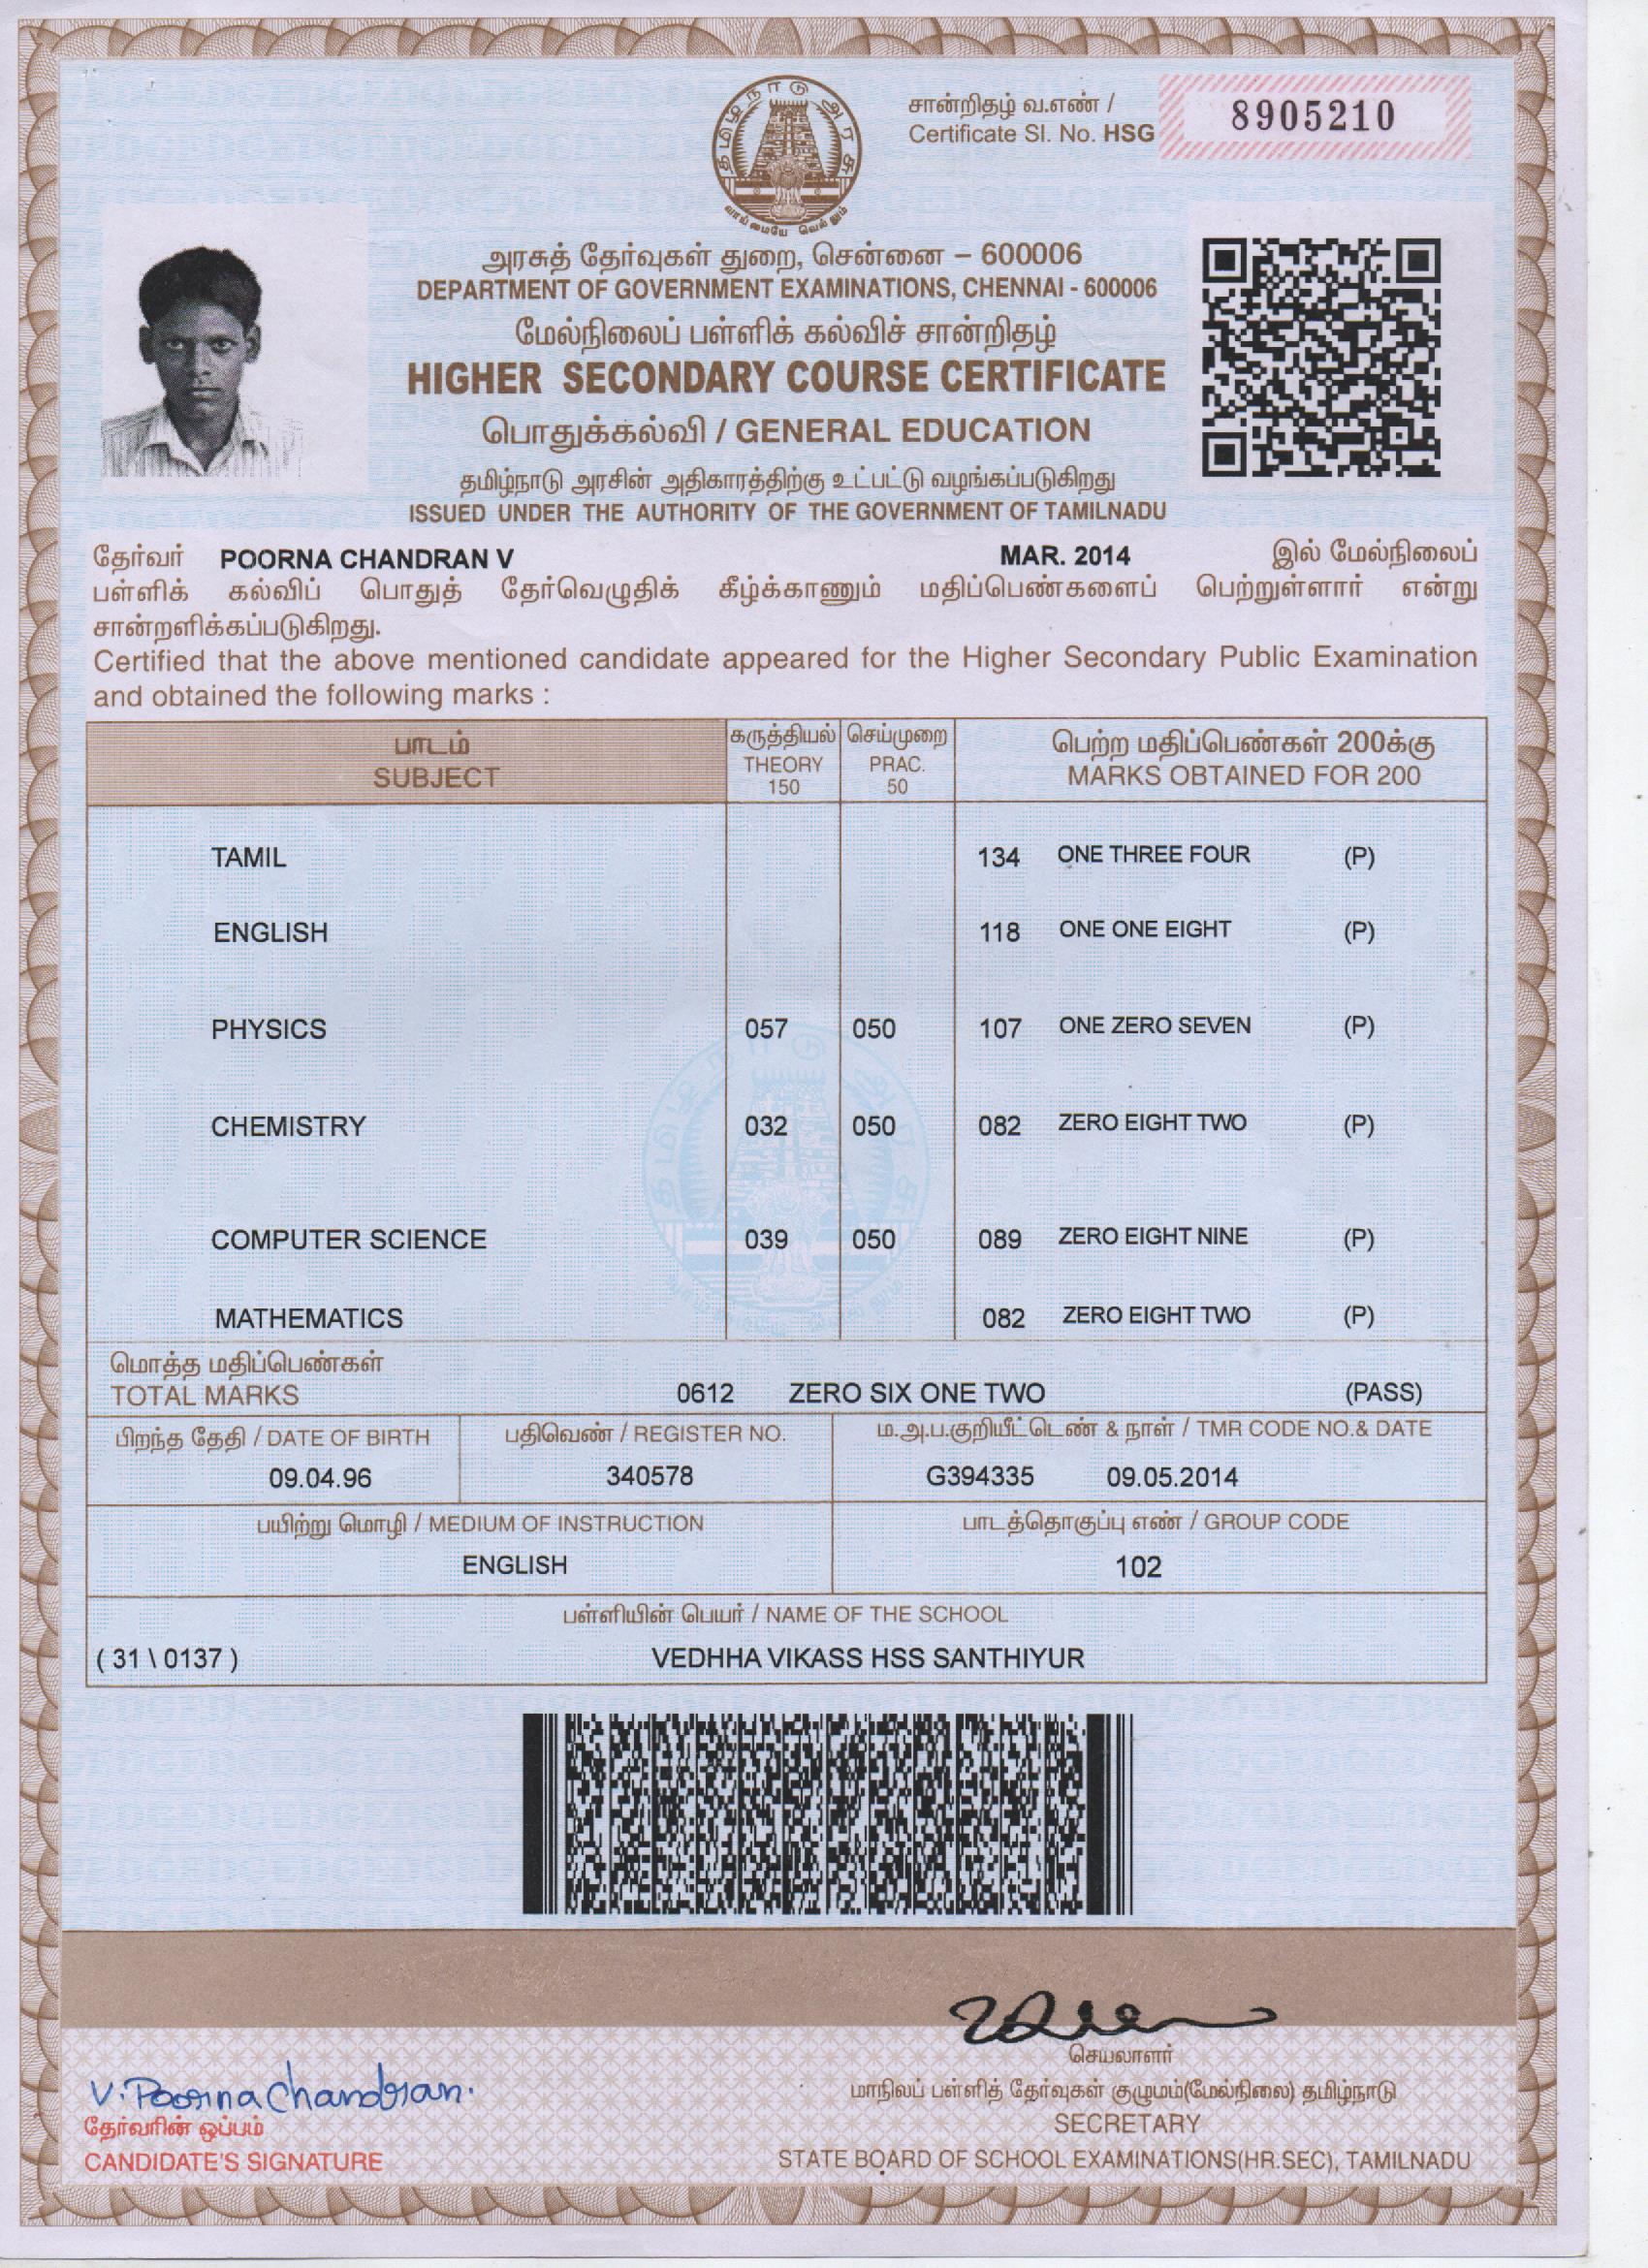 தமிழ்நாடு அரசு
வாய்மையே வெல்லும்
சான்றிதழ் வ.எண் /
Certificate Sl. No. HSG 8905210
அரசுத் தேர்வுகள் துறை, சென்னை – 600006
DEPARTMENT OF GOVERNMENT EXAMINATIONS, CHENNAI - 600006
மேல்நிலைப் பள்ளிக் கல்விச் சான்றிதழ்
HIGHER SECONDARY COURSE CERTIFICATE
பொதுக்கல்வி / GENERAL EDUCATION
தமிழ்நாடு அரசின் அதிகாரத்திற்கு உட்பட்டு வழங்கப்படுகிறது
ISSUED UNDER THE AUTHORITY OF THE GOVERNMENT OF TAMILNADU
தேர்வர் POORNA CHANDRAN V MAR. 2014 இல் மேல்நிலைப்
பள்ளிக் கல்விப் பொதுத் தேர்வெழுதிக் கீழ்க்காணும் மதிப்பெண்களைப் பெற்றுள்ளார் என்று
சான்றளிக்கப்படுகிறது.
Certified that the above mentioned candidate appeared for the Higher Secondary Public Examination
and obtained the following marks :
பாடம் கருத்தியல் செய்முறை பெற்ற மதிப்பெண்கள் 200க்கு
SUBJECT THEORY PRAC. MARKS OBTAINED FOR 200
150 50
TAMIL 134 ONE THREE FOUR (P)
ENGLISH 118 ONE ONE EIGHT (P)
PHYSICS 057 050 107 ONE ZERO SEVEN (P)
CHEMISTRY 032 050 082 ZERO EIGHT TWO (P)
COMPUTER SCIENCE 039 050 089 ZERO EIGHT NINE (P)
MATHEMATICS 082 ZERO EIGHT TWO (P)
மொத்த மதிப்பெண்கள்
TOTAL MARKS 0612 ZERO SIX ONE TWO (PASS)
பிறந்த தேதி / DATE OF BIRTH பதிவெண் / REGISTER NO. ம.அ.ப.குறியீட்டெண் & நாள் / TMR CODE NO.& DATE
09.04.96 340578 G394335 09.05.2014
பயிற்று மொழி / MEDIUM OF INSTRUCTION பாடத்தொகுப்பு எண் / GROUP CODE
ENGLISH 102
பள்ளியின் பெயர் / NAME OF THE SCHOOL
( 31 \ 0137 ) VEDHHA VIKASS HSS SANTHIYUR
செயலாளர்
V. Poorna Chandran.
மாநிலப் பள்ளித் தேர்வுகள் குழுமம்(மேல்நிலை) தமிழ்நாடு
தேர்வரின் ஒப்பம்
SECRETARY
CANDIDATE'S SIGNATURE
STATE BOARD OF SCHOOL EXAMINATIONS(HR.SEC), TAMILNADU